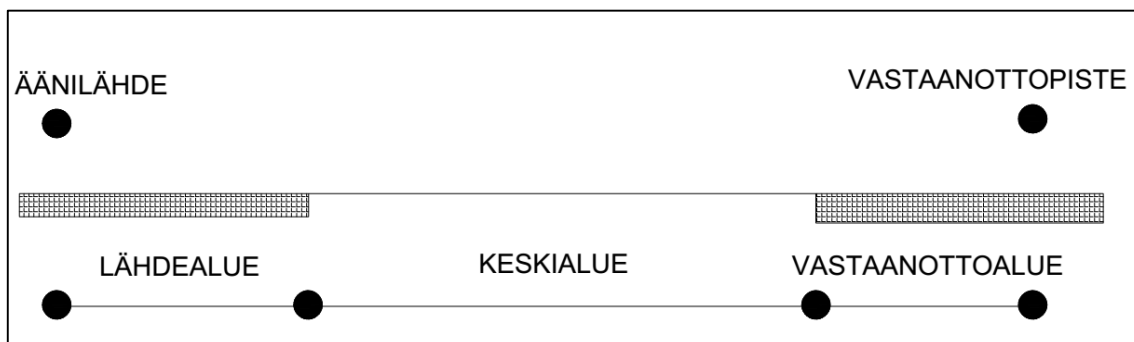 ÄÄNILÄHDE
VASTAANOTTOPISTE
LÄHDEALUE
KESKIALUE
VASTAANOTTOALUE